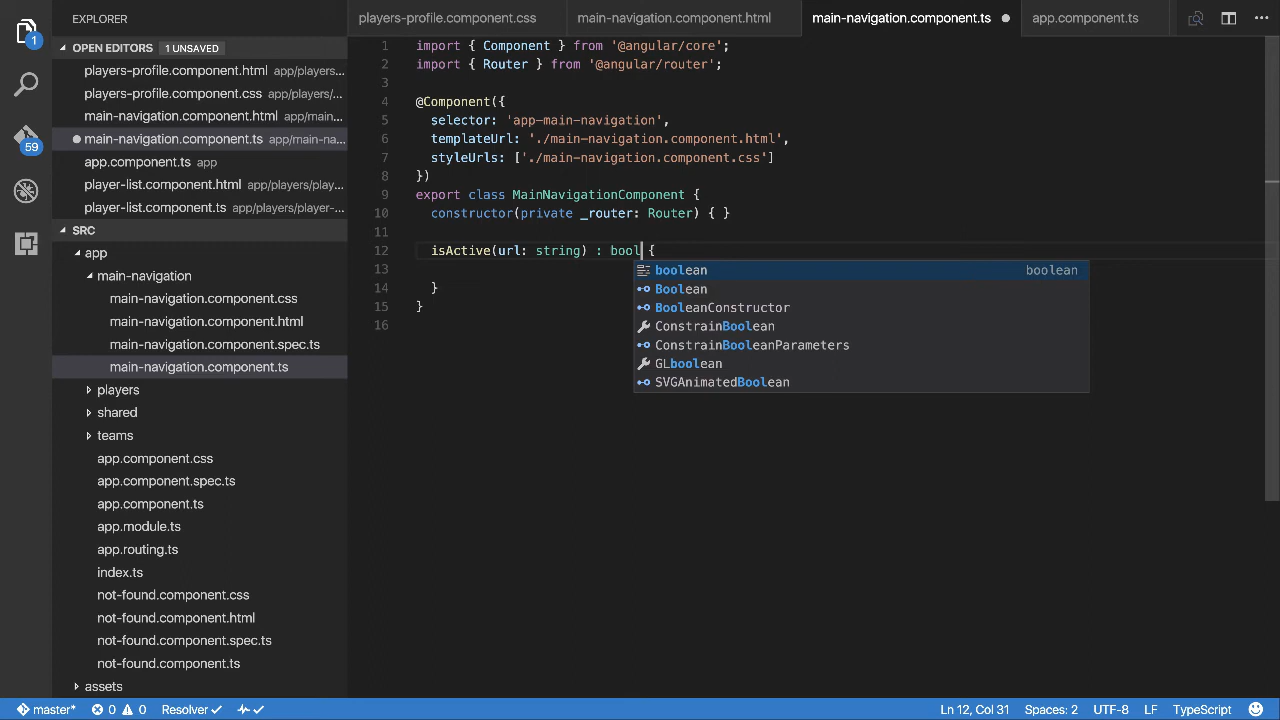 EXPLORER
1
59
OPEN EDITORS 1 UNSAVED
players-profile.component.html app/players...
players-profile.component.css app/players/...
main-navigation.component.html app/main...
main-navigation.component.ts app/main-na...
app.component.ts app
player-list.component.html app/players/play...
player-list.component.ts app/players/player-...
SRC
app
main-navigation
main-navigation.component.css
main-navigation.component.html
main-navigation.component.spec.ts
main-navigation.component.ts
players
shared
teams
app.component.css
app.component.spec.ts
app.component.ts
app.module.ts
app.routing.ts
index.ts
not-found.component.css
not-found.component.html
not-found.component.spec.ts
not-found.component.ts
assets
players-profile.component.css main-navigation.component.html main-navigation.component.ts app.component.ts
1 import { Component } from '@angular/core';
2 import { Router } from '@angular/router';
3
4 @Component({
5 selector: 'app-main-navigation',
6 templateUrl: './main-navigation.component.html',
7 styleUrls: ['./main-navigation.component.css']
8 })
9 export class MainNavigationComponent {
10 constructor(private _router: Router) { }
11
12 isActive(url: string) : bool {
13
14 }
15 }
16
boolean boolean
Boolean
BooleanConstructor
ConstrainBoolean
ConstrainBooleanParameters
GLboolean
SVGAnimatedBoolean
master* 0 0 Resolver Ln 12, Col 31 Spaces: 2 UTF-8 LF TypeScript